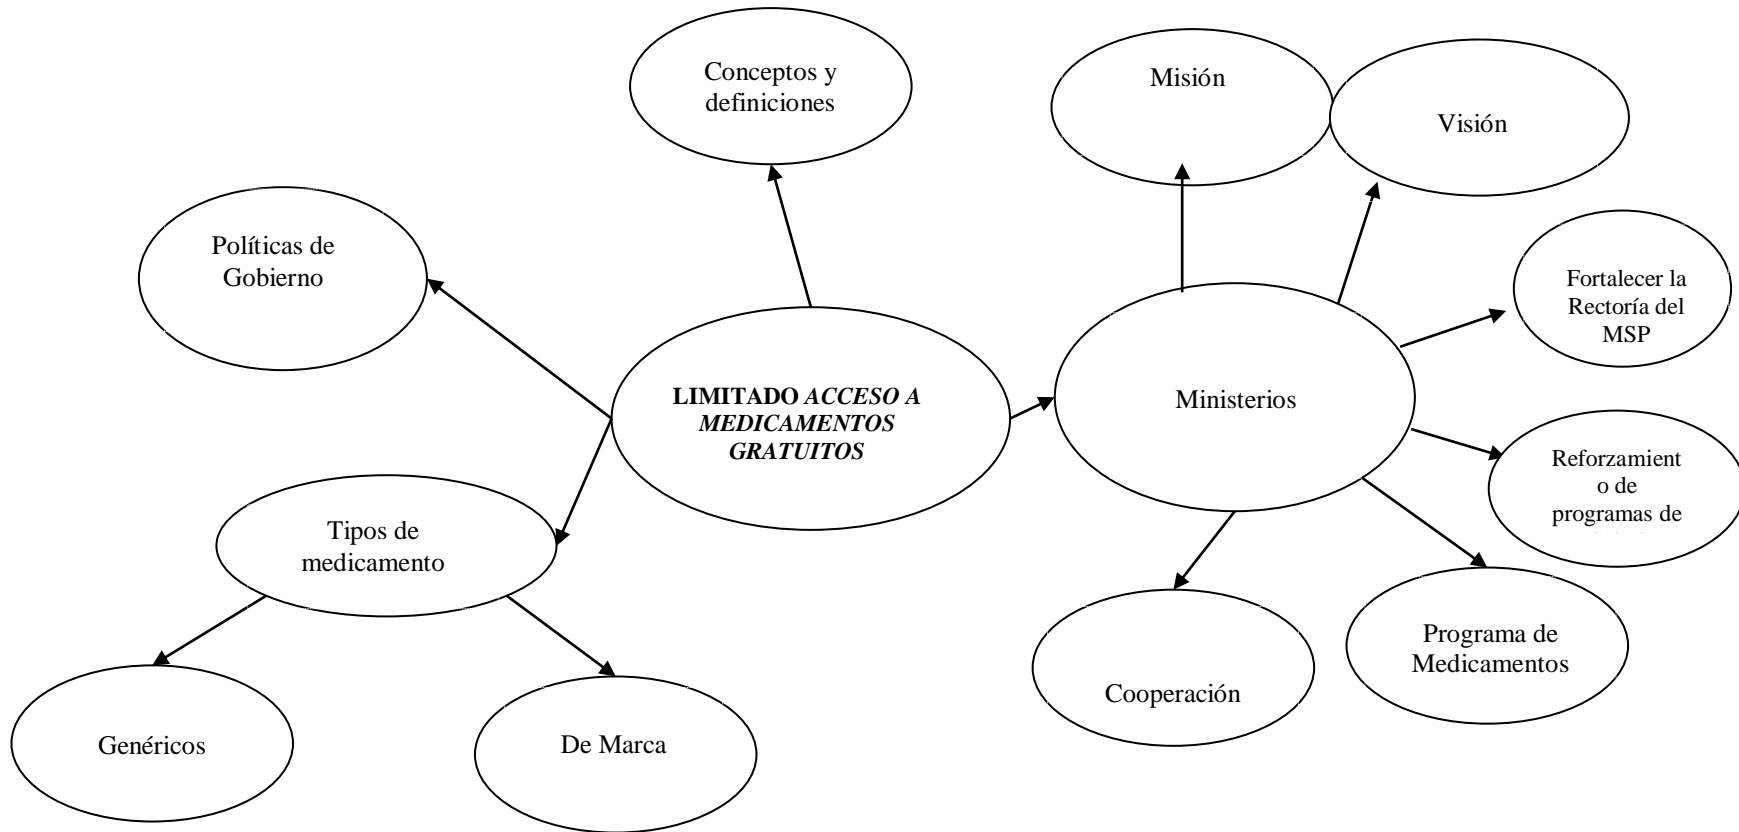 Conceptos y
definiciones
Misión
Visión
Políticas de
Gobierno
Fortalecer la
Rectoría del
MSP
LIMITADO ACCESO A
MEDICAMENTOS
GRATUITOS
Ministerios
Reforzamient
o de
programas de
Tipos de
medicamento
Programa de
Medicamentos
Cooperación
Genéricos
De Marca